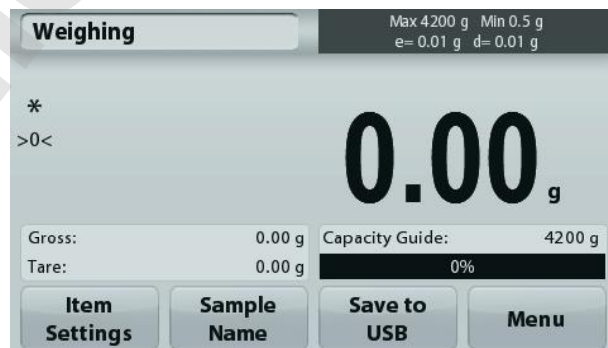 Weighing
Max 4200 g Min 0.5 g
e= 0.01 g d= 0.01 g
*
>0<
0.00 g
Gross: 0.00 g
Tare: 0.00 g
Capacity Guide: 4200 g
0%
Item
Settings
Sample
Name
Save to
USB
Menu